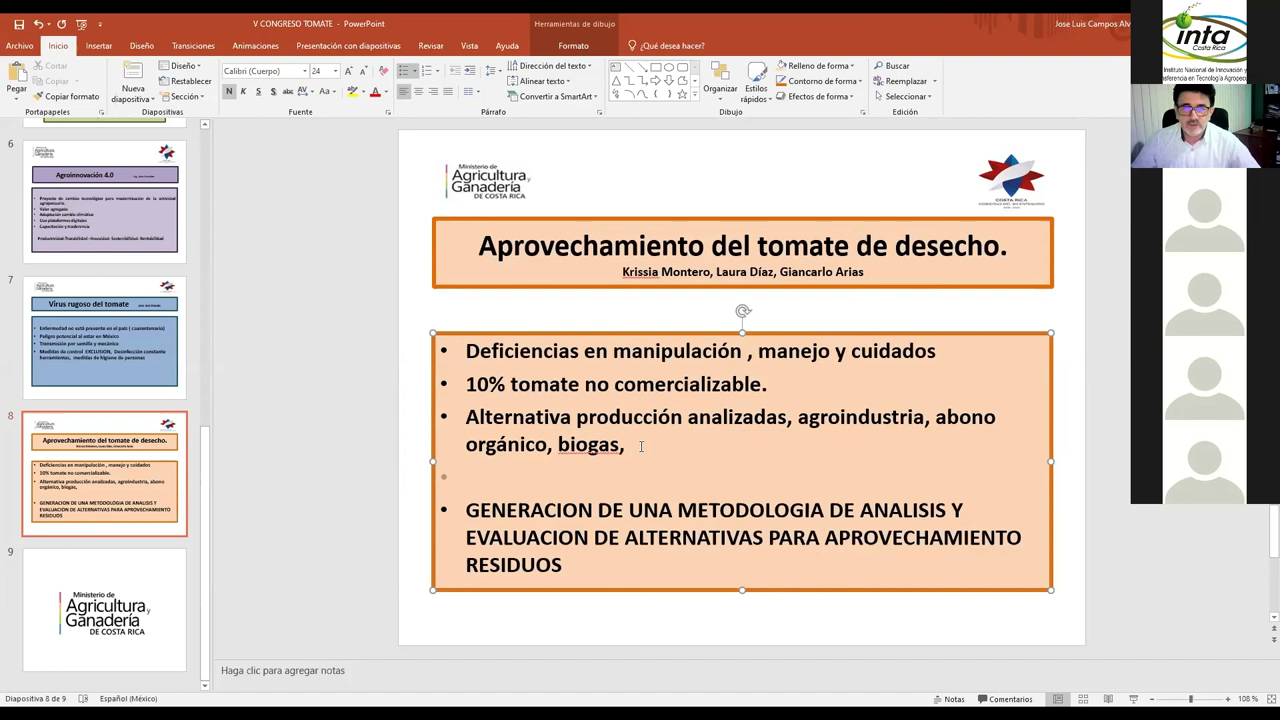 V CONGRESO TOMATE - PowerPoint
Herramientas de dibujo
Jose Luis Campos Alv
Archivo Inicio Insertar Diseño Transiciones Animaciones Presentación con diapositivas Revisar Vista Ayuda Formato ¿Qué desea hacer?
Pegar
Cortar
Copiar
Copiar formato
Portapapeles
Nueva diapositiva
Diseño
Restablecer
Sección
Diapositivas
Calibri (Cuerpo) 24
N K S S abc AV Aa A
Fuente
Dirección del texto
Alinear texto
Convertir a SmartArt
Párrafo
Organizar
Estilos rápidos
Relleno de forma
Contorno de forma
Efectos de forma
Dibujo
Buscar
Reemplazar
Seleccionar
Edición
inta
Costa Rica
Instituto Nacional de Innovación y
6
Agroinnovación 4.0
Proyecto de cambio tecnológico para modernización de la actividad
agropecuaria.
Valor agregado
Adaptación cambio climático
Uso plataformas digitales
Capacitación y trasferencia
7
Virus rugoso del tomate
Enfermedad no está presente en el país ( cuarentenaria)
Peligro potencial al estar en México
Transmisión por semilla y mecánica
Medidas de control EXCLUSION, Desinfección constante
herramientas, medidas de higiene de personas
8
Aprovechamiento del tomate de desecho.
Krissia Montero, Laura Díaz, Giancarlo Arias
Deficiencias en manipulación , manejo y cuidados
10% tomate no comercializable.
Alternativa producción analizadas, agroindustria, abono
orgánico, biogas,
GENERACION DE UNA METODOLOGIA DE ANALISIS Y
EVALUACION DE ALTERNATIVAS PARA APROVECHAMIENTO
RESIDUOS
9
Ministerio de
Agricultura y
Ganadería
DE COSTA RICA
Ministerio de
Agricultura y
Ganadería
DE COSTA RICA
COSTA RICA
Aprovechamiento del tomate de desecho.
Krissia Montero, Laura Díaz, Giancarlo Arias
• Deficiencias en manipulación , manejo y cuidados
• 10% tomate no comercializable.
• Alternativa producción analizadas, agroindustria, abono
orgánico, biogas,
•
• GENERACION DE UNA METODOLOGIA DE ANALISIS Y
EVALUACION DE ALTERNATIVAS PARA APROVECHAMIENTO
RESIDUOS
Haga clic para agregar notas
Diapositiva 8 de 9 Español (México) Notas Comentarios 108 %